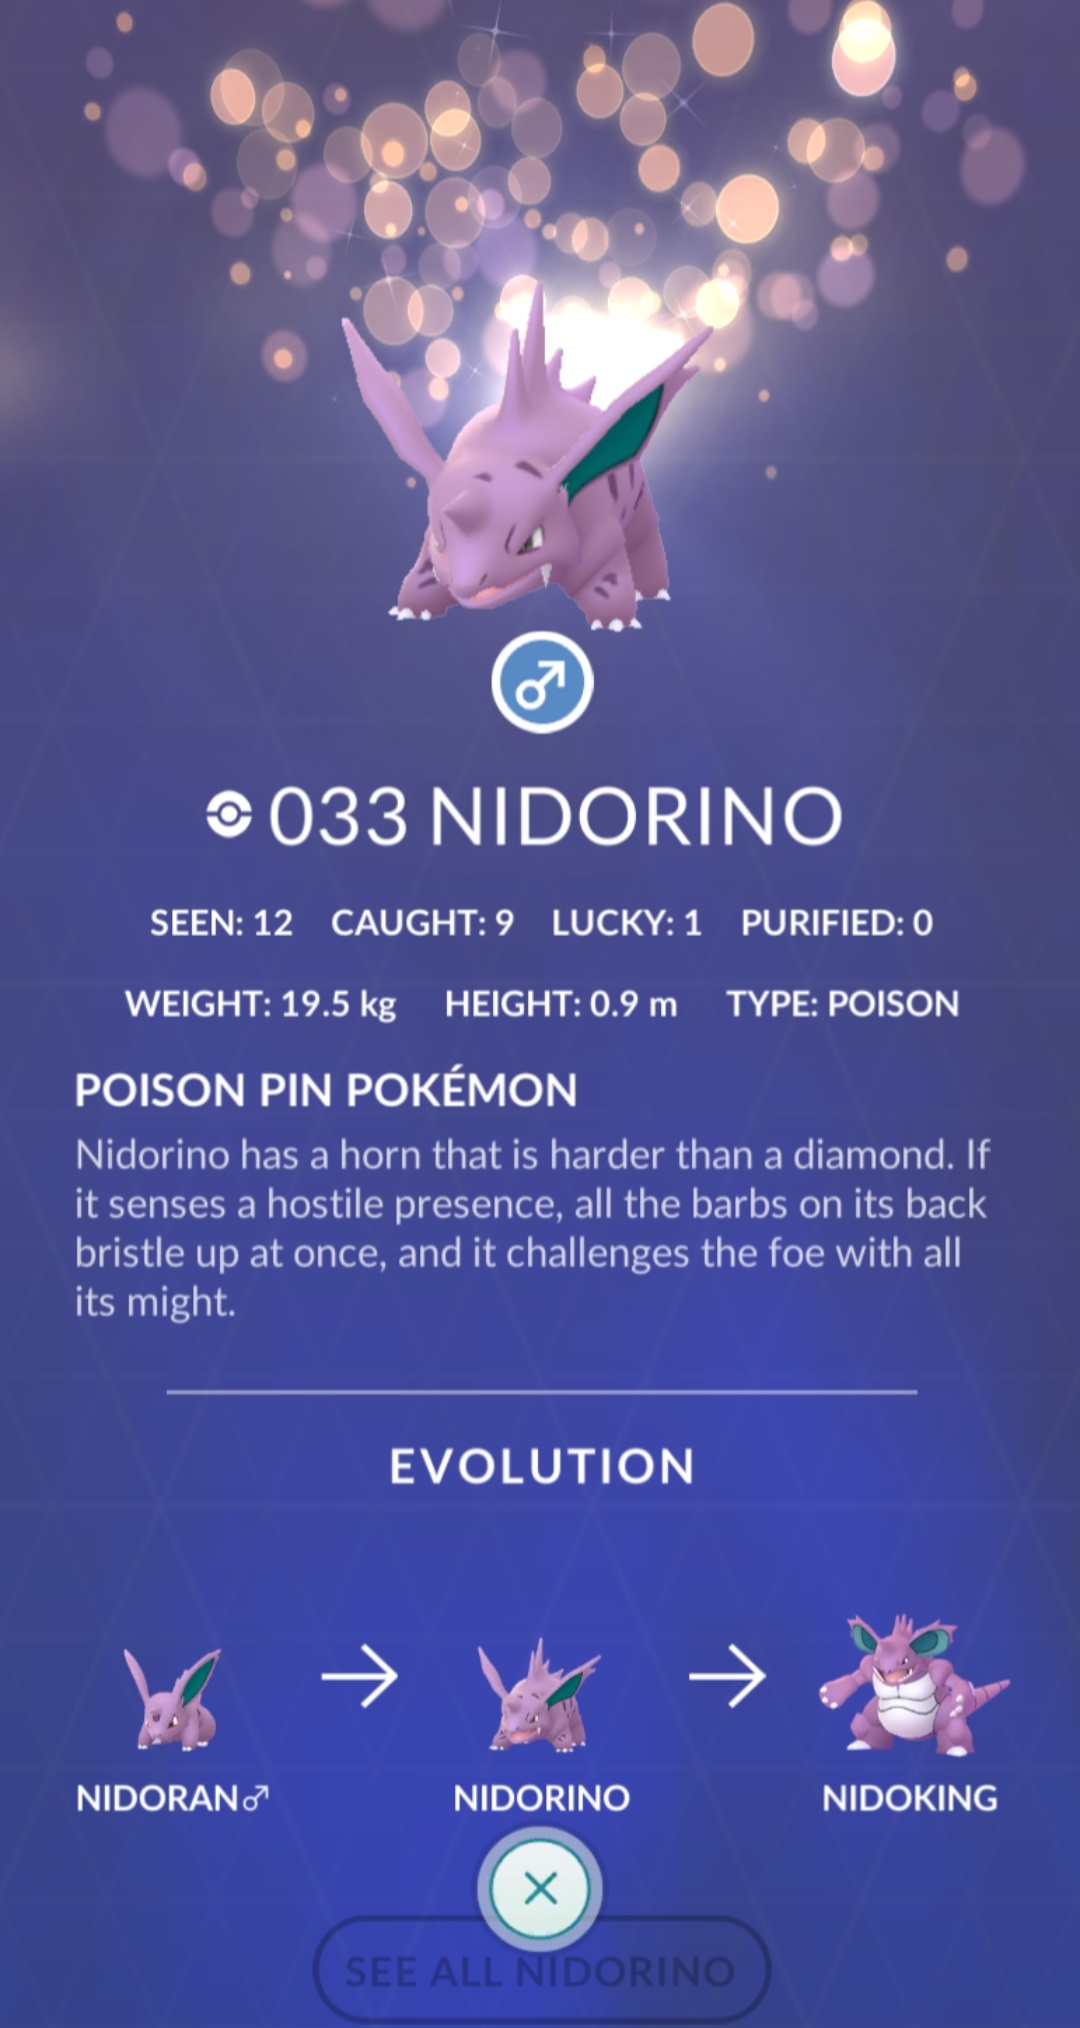 033 NIDORINO
SEEN: 12 CAUGHT: 9 LUCKY: 1 PURIFIED: 0
WEIGHT: 19.5 kg HEIGHT: 0.9 m TYPE: POISON
POISON PIN POKÉMON
Nidorino has a horn that is harder than a diamond. If
it senses a hostile presence, all the barbs on its back
bristle up at once, and it challenges the foe with all
its might.
EVOLUTION
NIDORAN♂ NIDORINO NIDOKING
SEE ALL NIDORINO